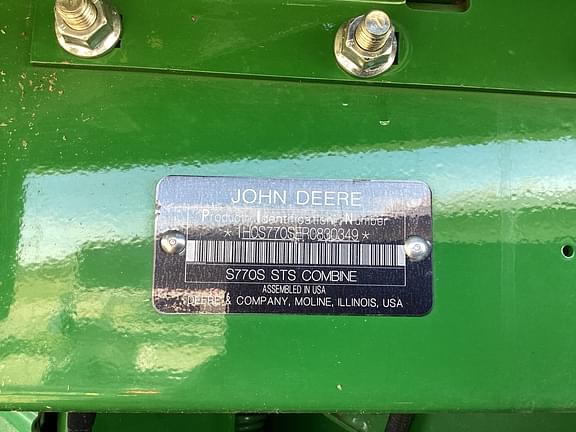 JOHN DEERE
Product Identification Number
*1H0S770SEP0830349*
S770S STS COMBINE
ASSEMBLED IN USA
DEERE & COMPANY, MOLINE, ILLINOIS, USA